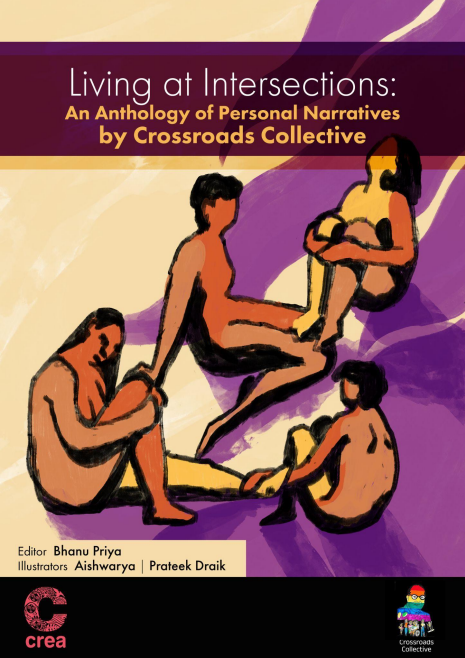 Living at Intersections:
An Anthology of Personal Narratives
by Crossroads Collective
Editor Bhanu Priya
Illustrators Aishwarya | Prateek Draik
crea
Crossroads
Collective